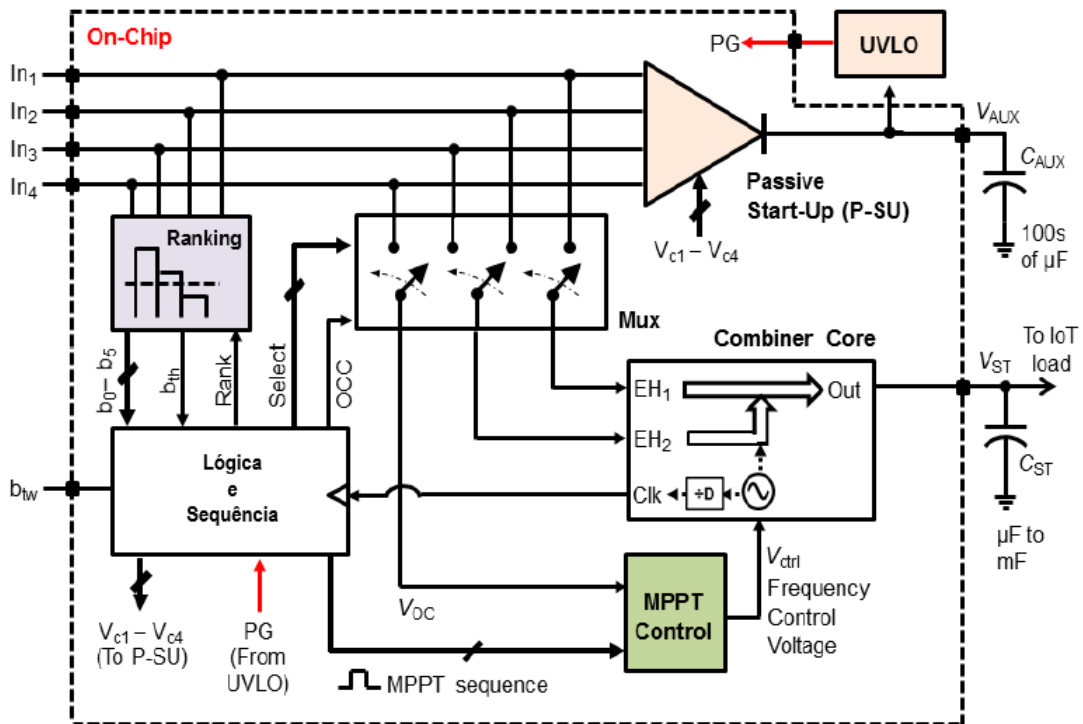 On-Chip
PG
UVLO
In1
In2
In3
In4
VAUX
CAUX
100s
of µF
Passive
Start-Up (P-SU)
Vc1 – Vc4
Ranking
Mux
b0– b5
bth
Rank
Select
OCC
Combiner Core
EH1
Out
EH2
Clk
÷D
VST
To IoT
load
CST
µF to
mF
btw
Lógica
e
Sequência
Vc1 – Vc4
(To P-SU)
PG
(From
UVLO)
VOC
MPPT sequence
MPPT
Control
Vctrl
Frequency
Control
Voltage